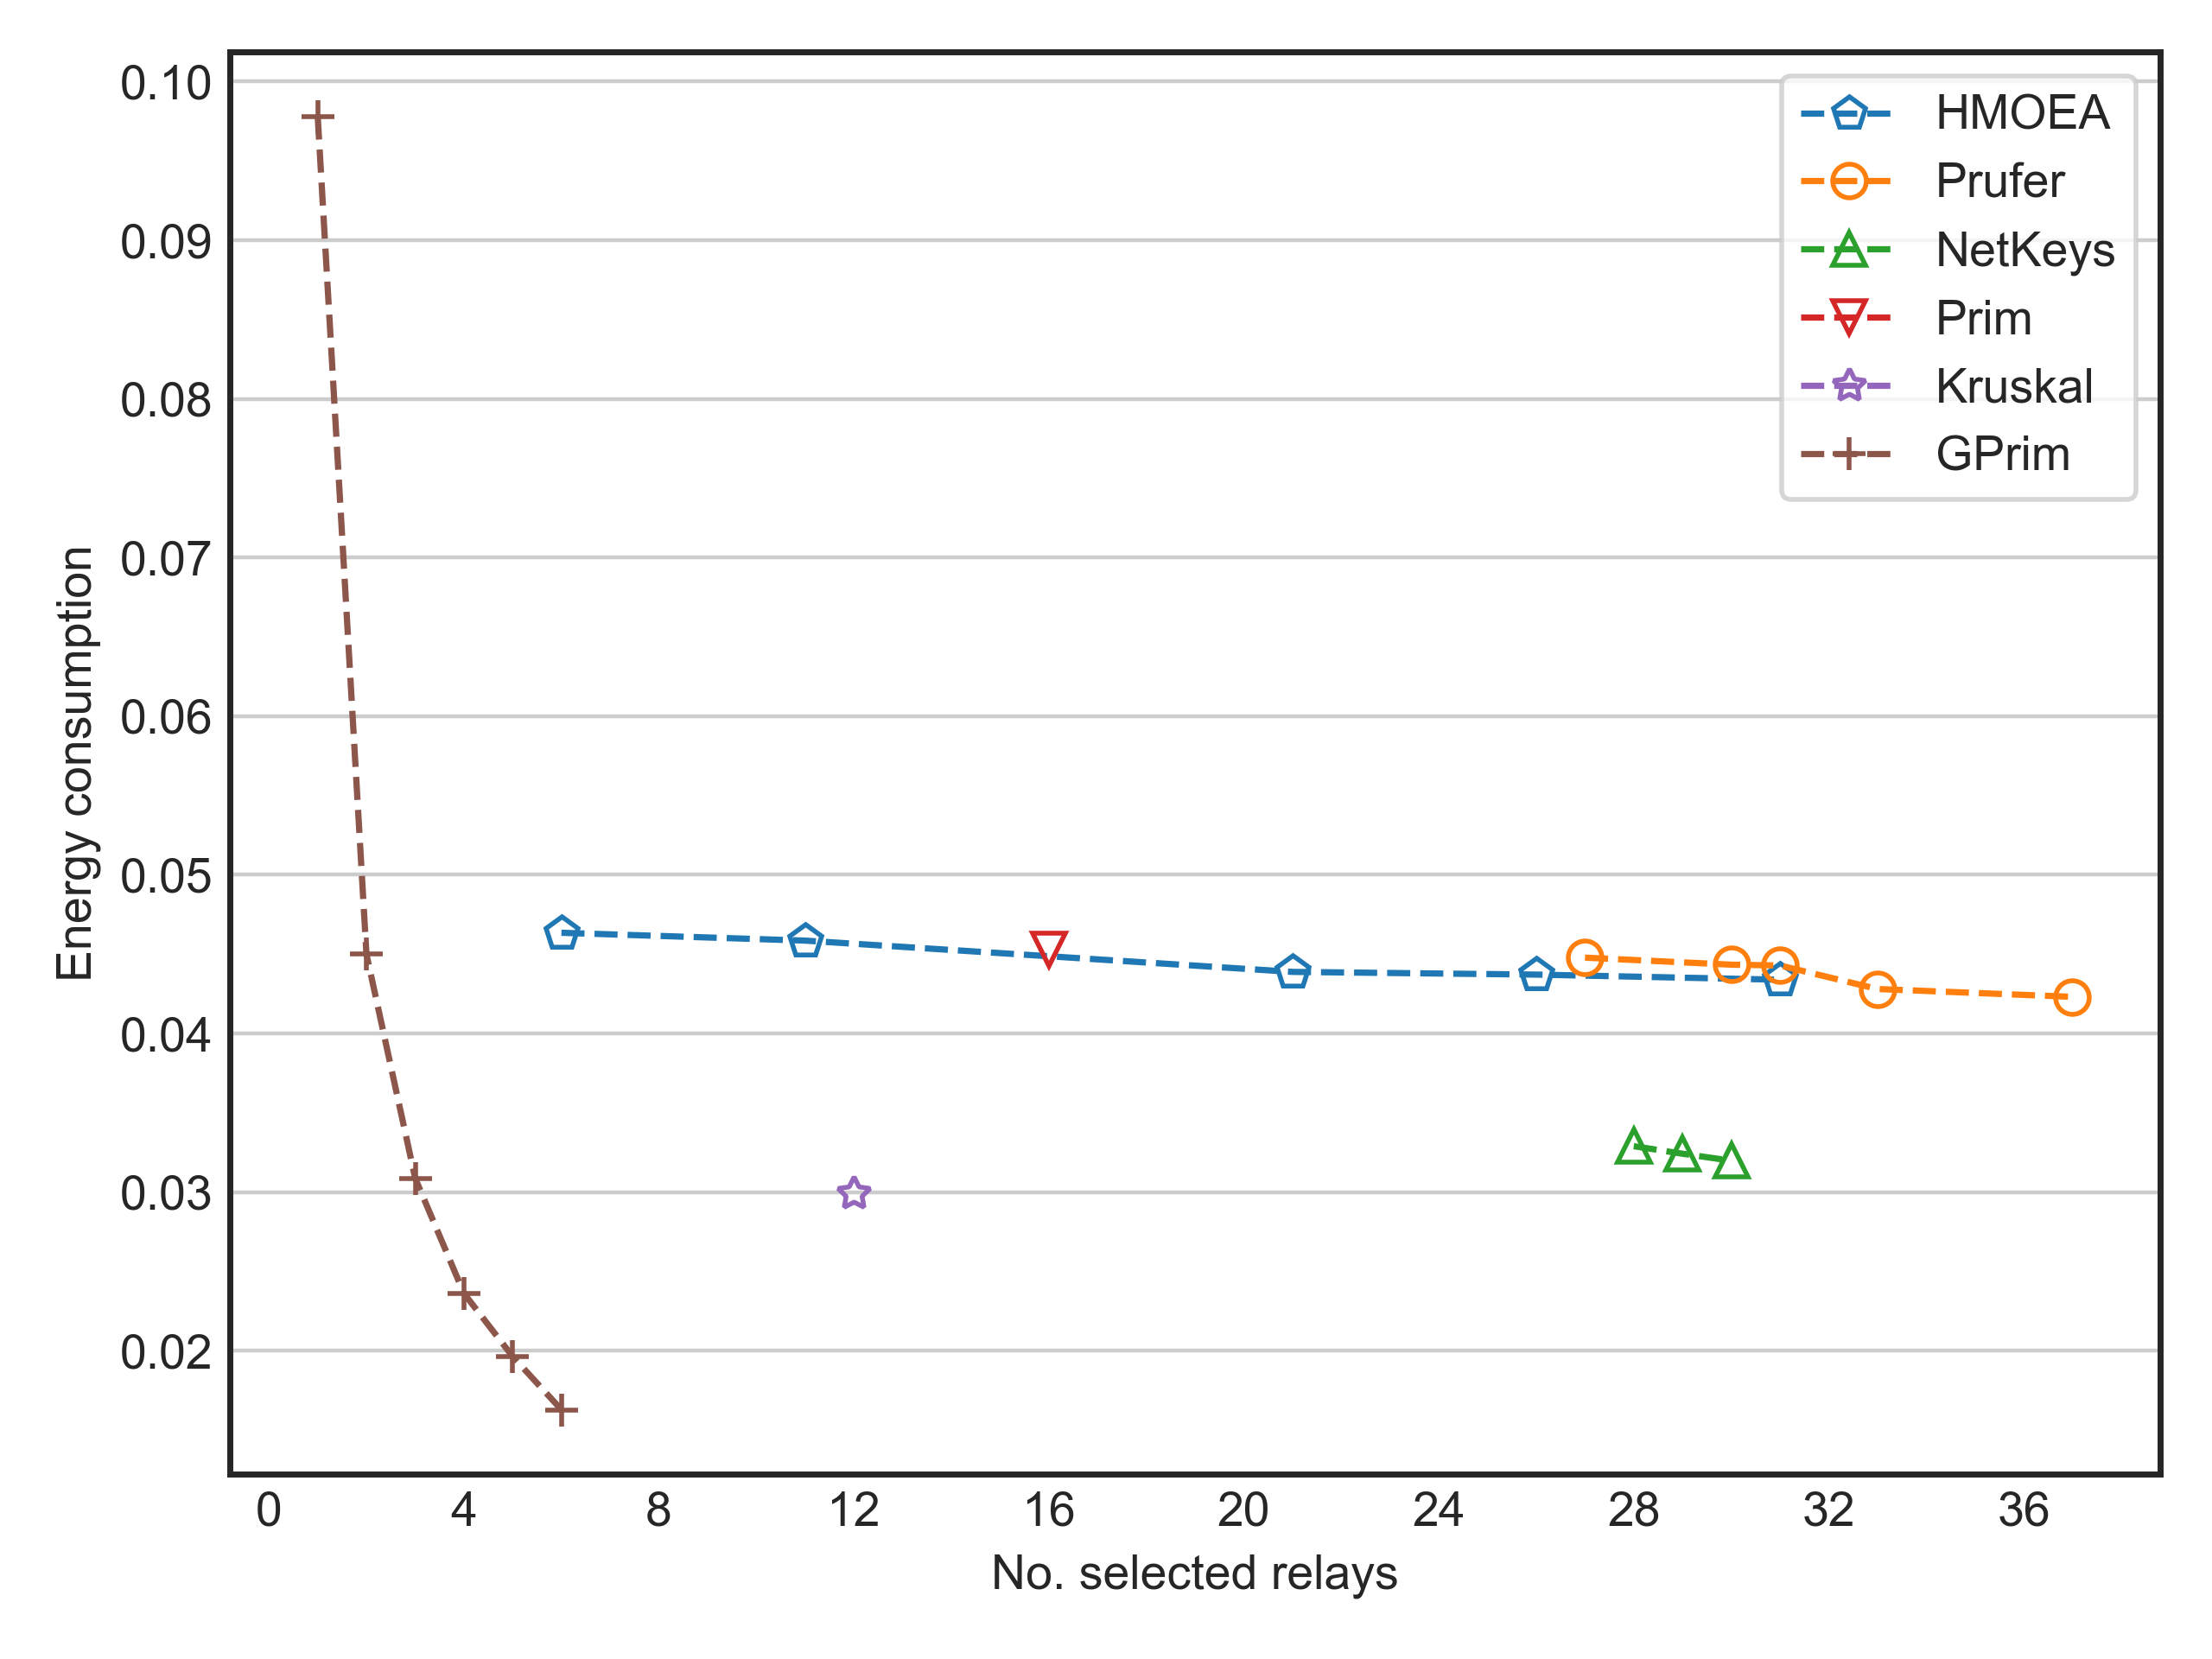 0.10
0.09
0.08
0.07
0.06
0.05
0.04
0.03
0.02
Energy consumption
HMOEA
Prufer
NetKeys
Prim
Kruskal
GPrim
0 4 8 12 16 20 24 28 32 36
No. selected relays